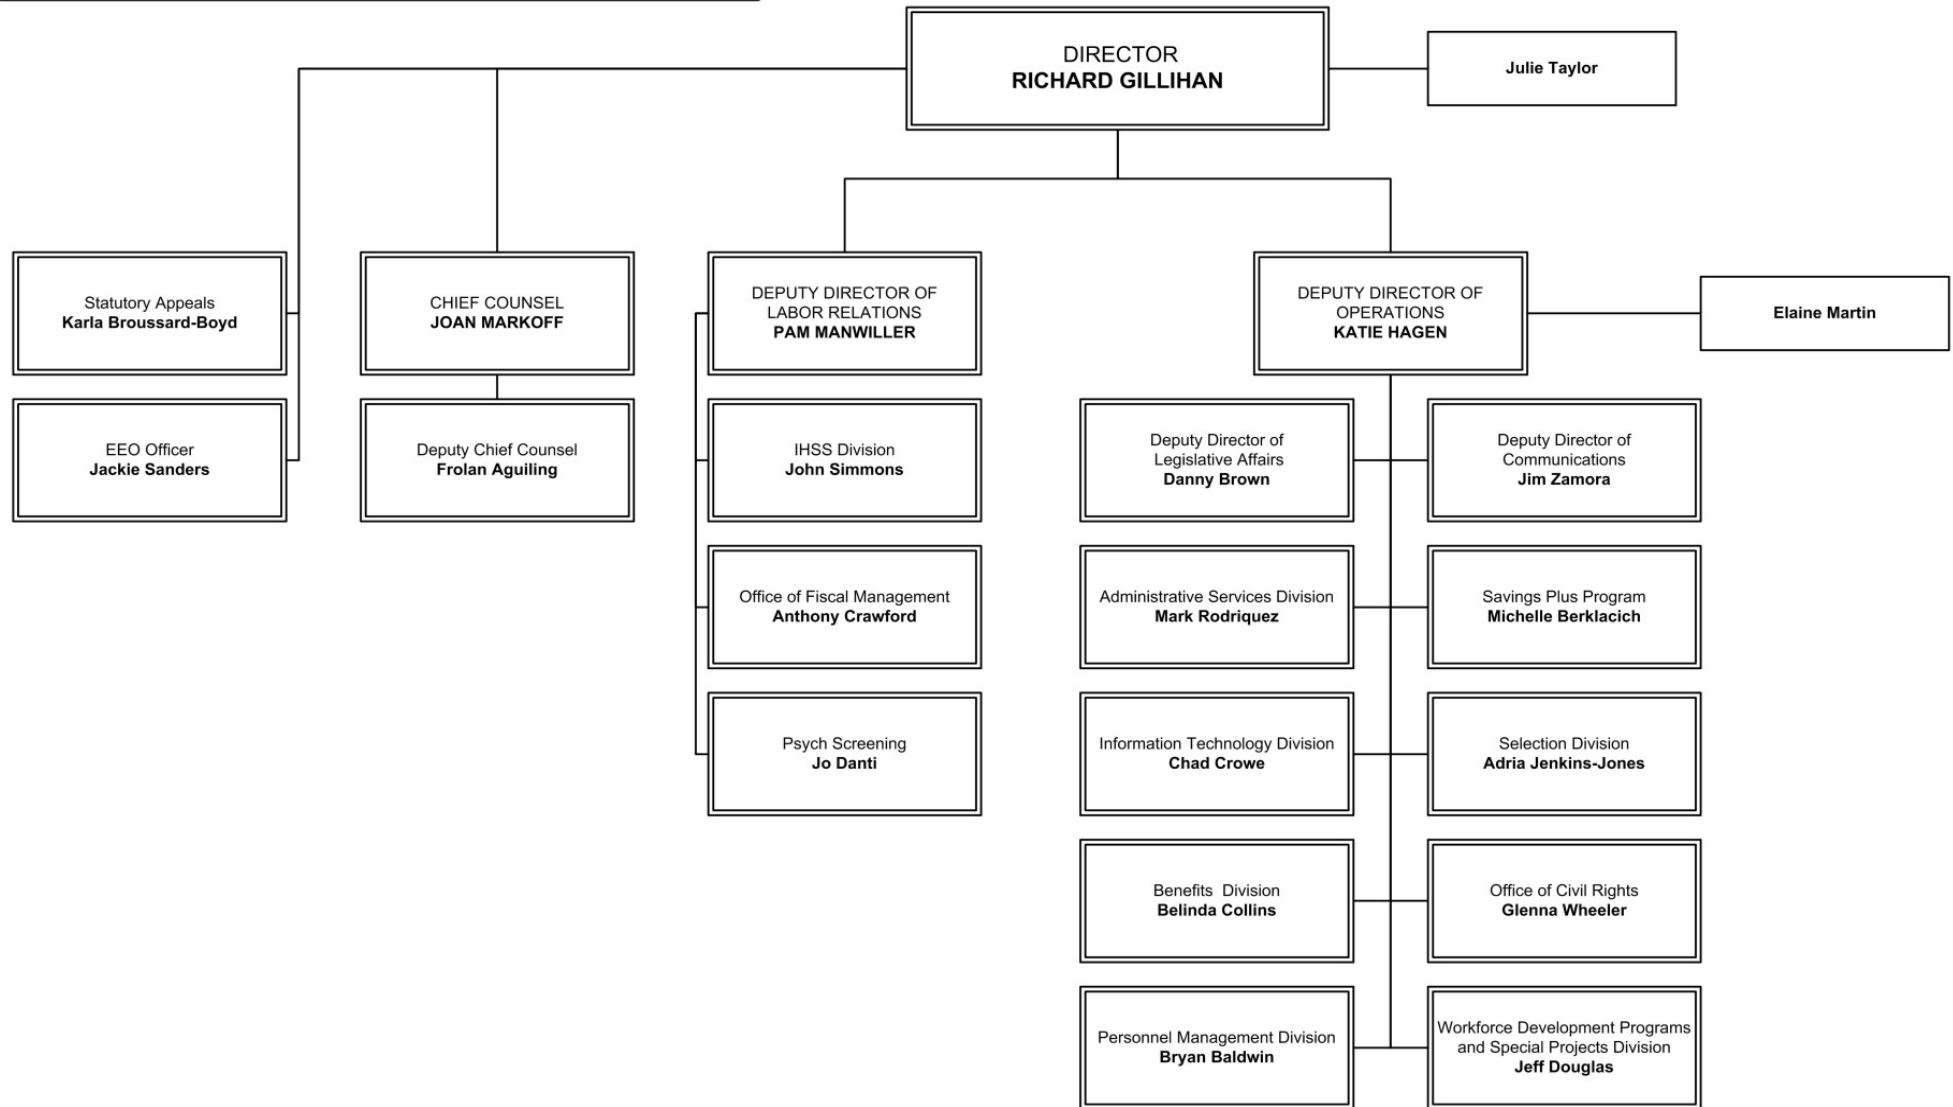 DIRECTOR
RICHARD GILLIHAN
Julie Taylor
Statutory Appeals
Karla Broussard-Boyd
CHIEF COUNSEL
JOAN MARKOFF
DEPUTY DIRECTOR OF
LABOR RELATIONS
PAM MANWILLER
DEPUTY DIRECTOR OF
OPERATIONS
KATIE HAGEN
Elaine Martin
EEO Officer
Jackie Sanders
Deputy Chief Counsel
Frolan Aguiling
IHSS Division
John Simmons
Deputy Director of
Legislative Affairs
Danny Brown
Deputy Director of
Communications
Jim Zamora
Office of Fiscal Management
Anthony Crawford
Administrative Services Division
Mark Rodriquez
Savings Plus Program
Michelle Berklacich
Psych Screening
Jo Danti
Information Technology Division
Chad Crowe
Selection Division
Adria Jenkins-Jones
Benefits  Division
Belinda Collins
Office of Civil Rights
Glenna Wheeler
Personnel Management Division
Bryan Baldwin
Workforce Development Programs
and Special Projects Division
Jeff Douglas